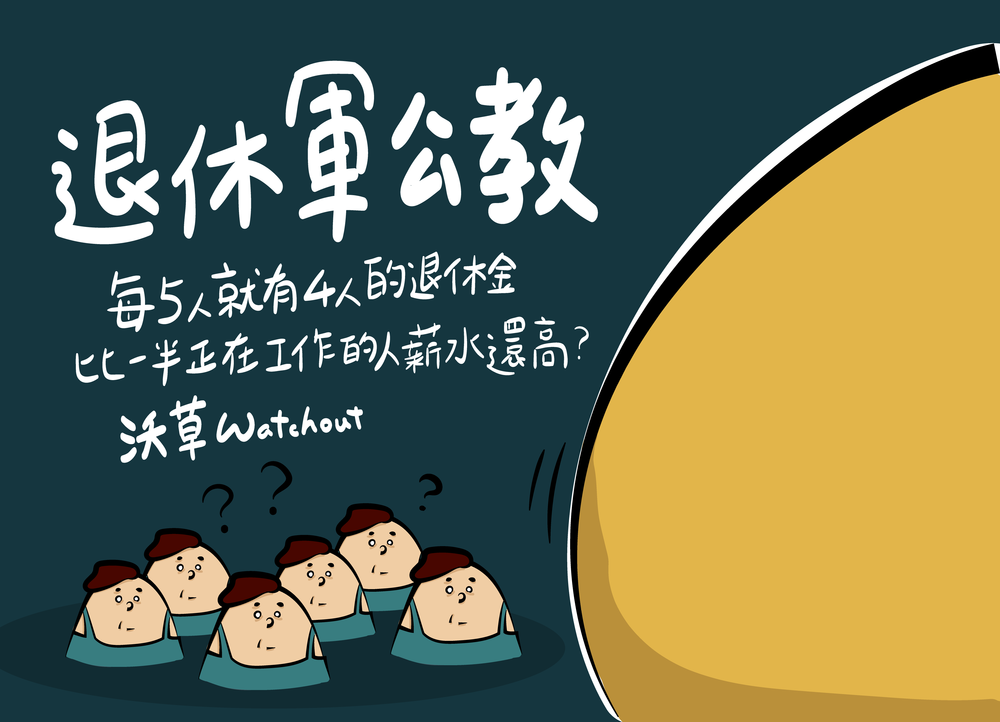 退休軍公教
每5人就有4人的退休金
比一半正在工作的人薪水還高?
沃草Watchout
? ? ?